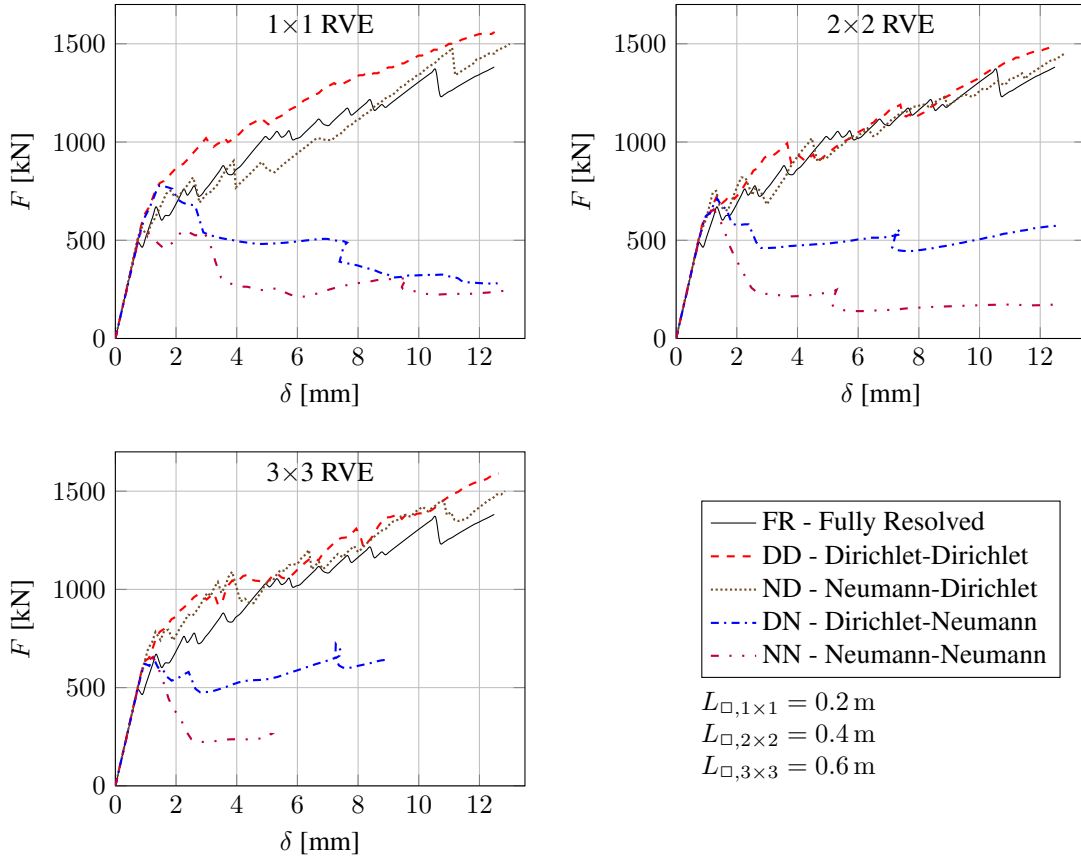 1×1 RVE
1500
1000
500
0
F [kN]
0 2 4 6 8 10 12
δ [mm]
2×2 RVE
1500
1000
500
0
F [kN]
0 2 4 6 8 10 12
δ [mm]
3×3 RVE
1500
1000
500
0
F [kN]
0 2 4 6 8 10 12
δ [mm]
FR - Fully Resolved
DD - Dirichlet-Dirichlet
ND - Neumann-Dirichlet
DN - Dirichlet-Neumann
NN - Neumann-Neumann
L□,1×1 = 0.2 m
L□,2×2 = 0.4 m
L□,3×3 = 0.6 m